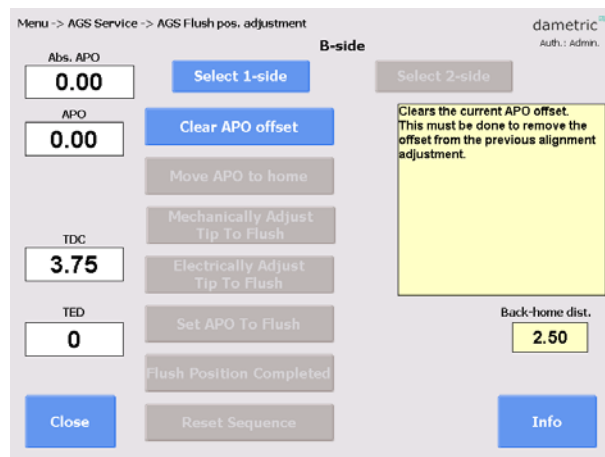 Menu -> AGS Service -> AGS Flush pos. adjustment
dametric
Auth.: Admin.
B-side
Abs. APO
0.00
Select 1-side
Select 2-side
APO
0.00
Clear APO offset
Clears the current APO offset.
This must be done to remove the
offset from the previous alignment
adjustment.
Move APO to home
Mechanically Adjust
Tip To Flush
TDC
3.75
Electrically Adjust
Tip To Flush
TED
0
Set APO To Flush
Back-home dist.
2.50
Flush Position Completed
Close
Reset Sequence
Info